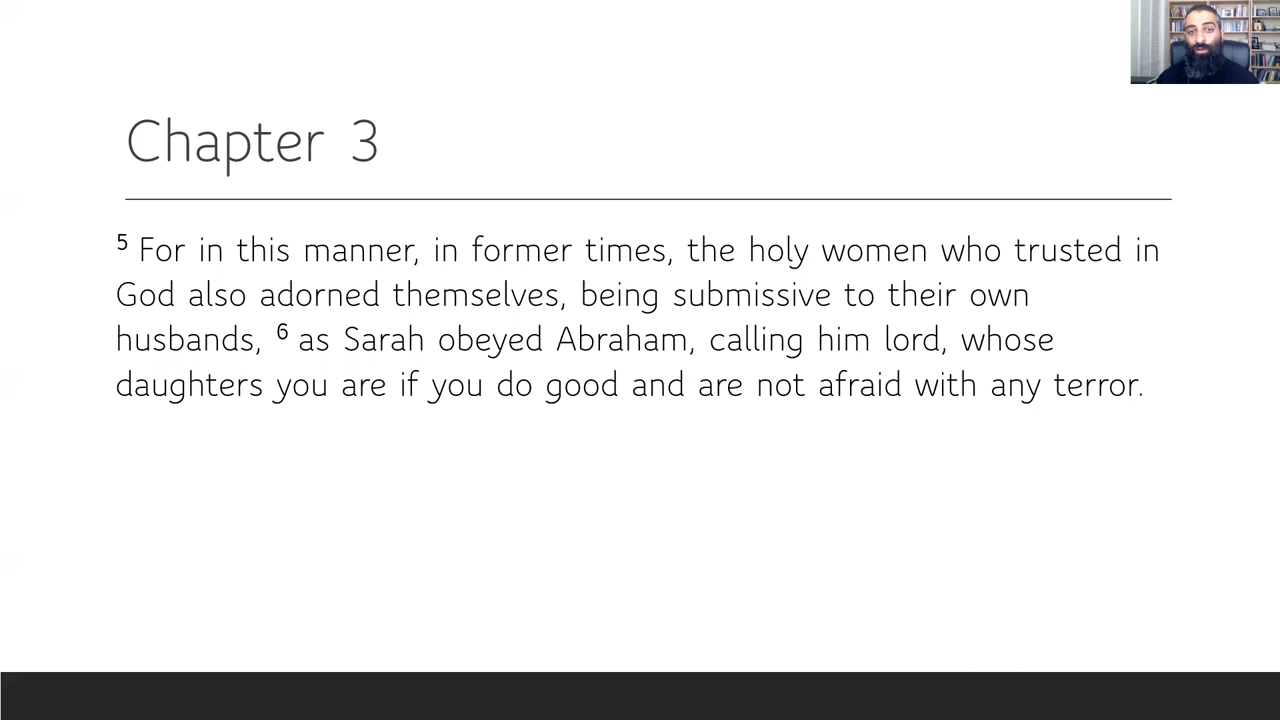 Chapter 3
5 For in this manner, in former times, the holy women who trusted in
God also adorned themselves, being submissive to their own
husbands, 6 as Sarah obeyed Abraham, calling him lord, whose
daughters you are if you do good and are not afraid with any terror.